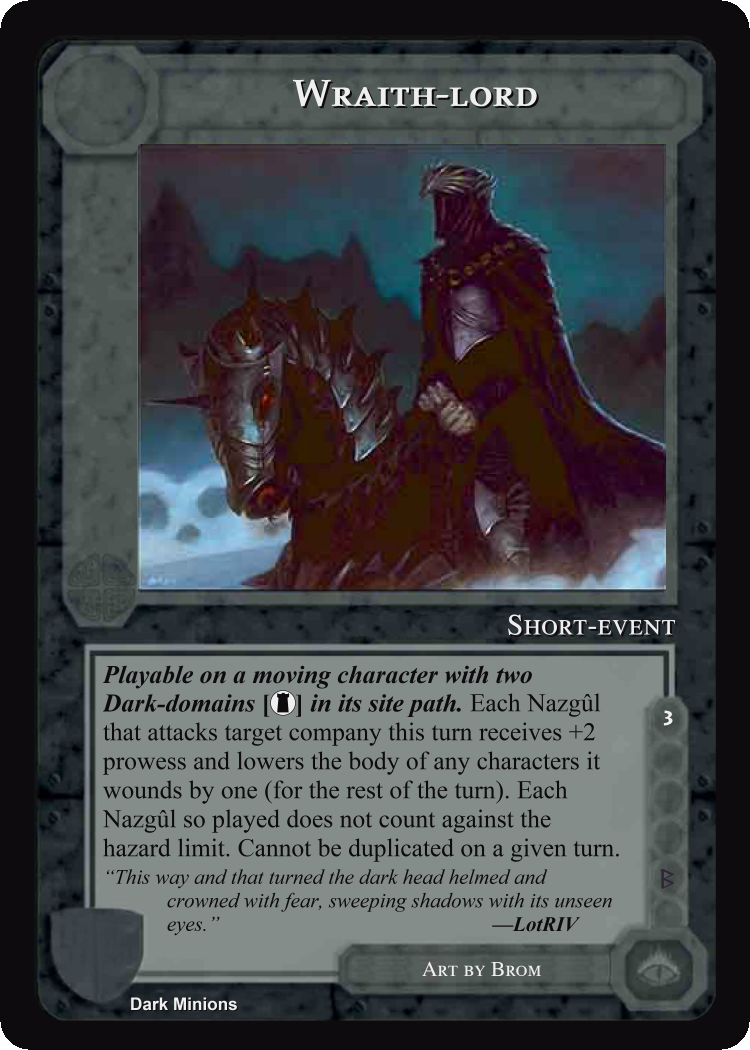 Wraith-lord
Short-event
Playable on a moving character with two
Dark-domains [ ] in its site path. Each Nazgûl
that attacks target company this turn receives +2
prowess and lowers the body of any characters it
wounds by one (for the rest of the turn). Each
Nazgûl so played does not count against the
hazard limit. Cannot be duplicated on a given turn.
3
“This way and that turned the dark head helmed and
crowned with fear, sweeping shadows with its unseen
eyes.” —LotRIV
Art by Brom
Dark Minions